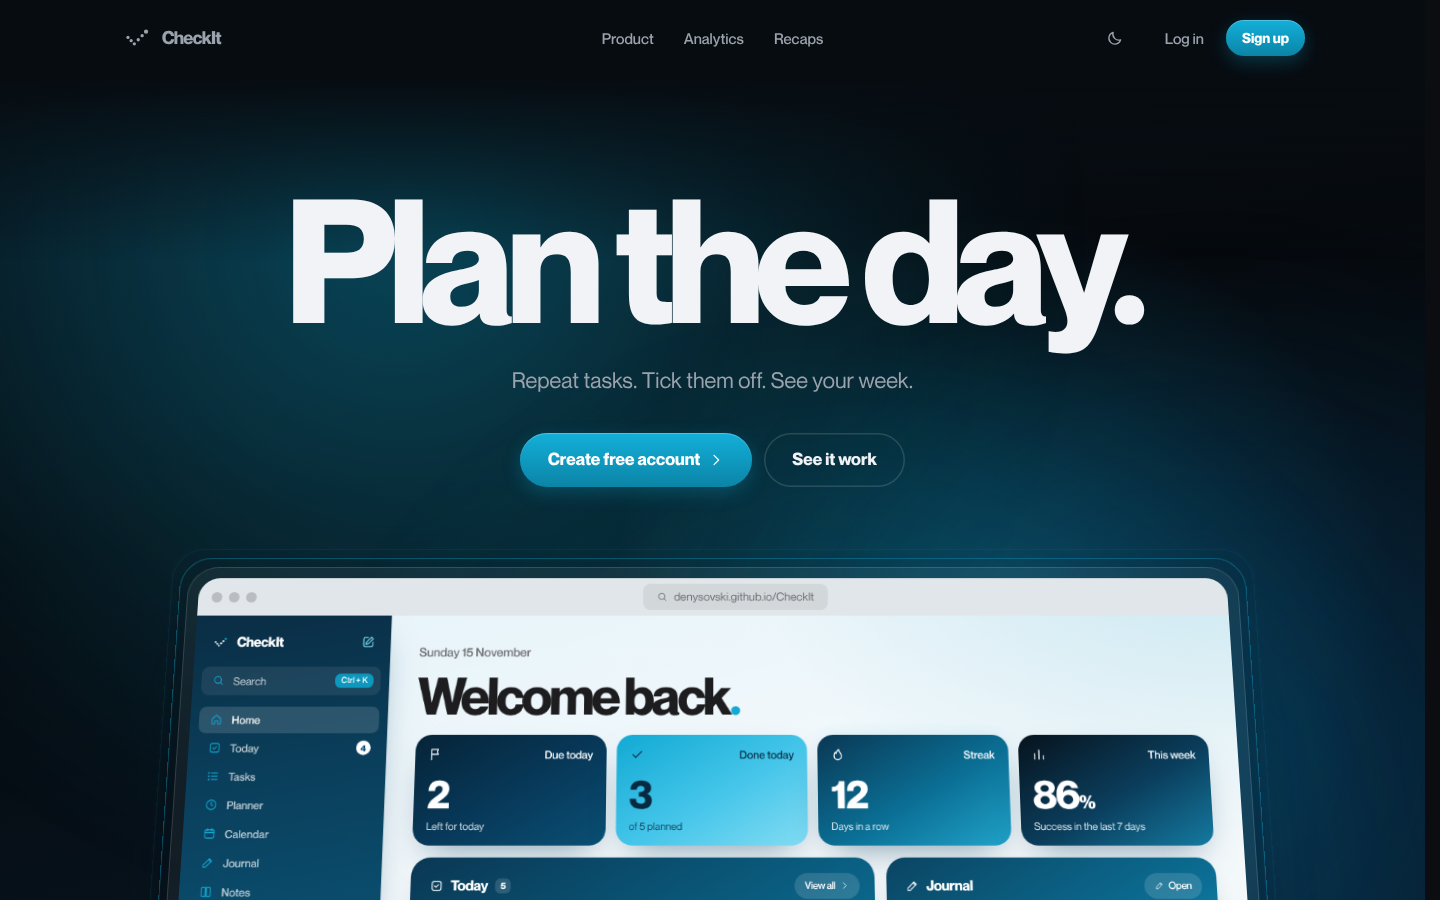 CheckIt
Product
Analytics
Recaps
Log in
Sign up
Plan the day.
Repeat tasks. Tick them off. See your week.
Create free account
See it work
denysovski.github.io/CheckIt
CheckIt
Search
Ctrl + K
Home
Today
4
Tasks
Planner
Calendar
Journal
Notes
Sunday 15 November
Welcome back.
Due today
2
Left for today
Done today
3
of 5 planned
Streak
12
Days in a row
This week
86%
Success in the last 7 days
Today
5
View all
Journal
Open